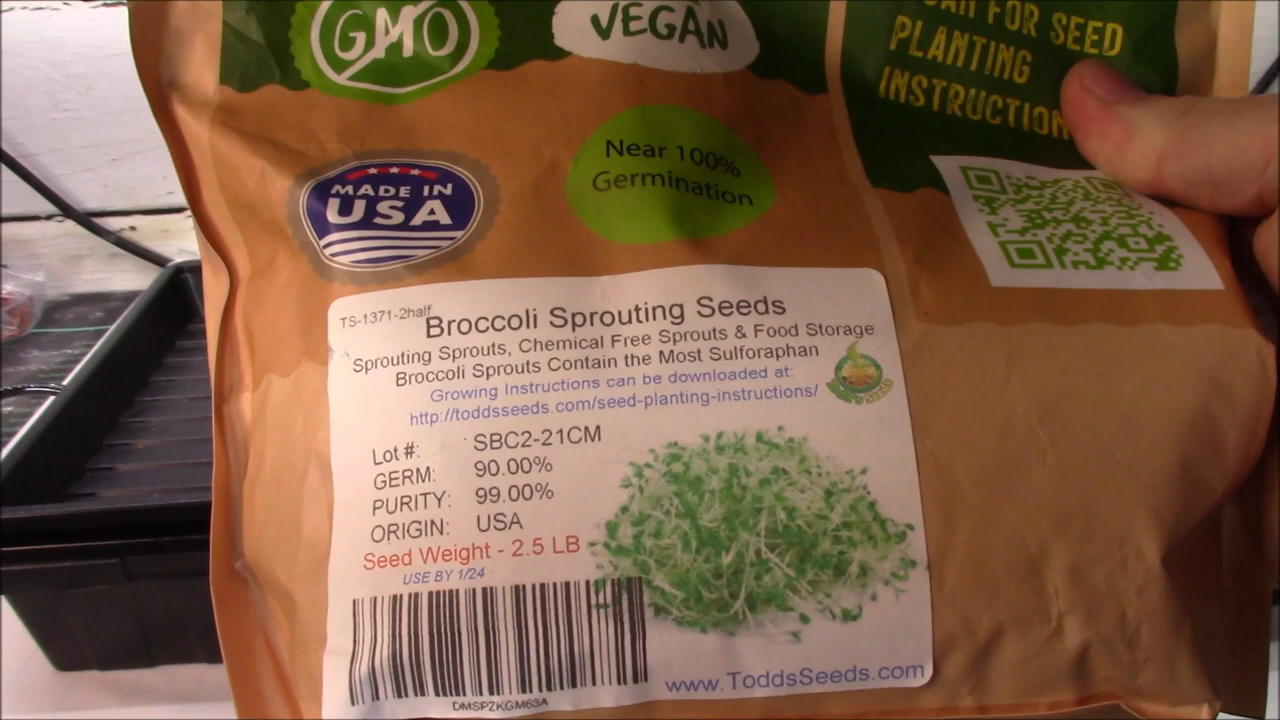 GMO
VEGAN
FOR SEED
PLANTING
INSTRUCTION
MADE IN
USA
Near 100%
Germination
TS-1371-2half
Broccoli Sprouting Seeds
Sprouting Sprouts, Chemical Free Sprouts & Food Storage
Broccoli Sprouts Contain the Most Sulforaphan
Growing Instructions can be downloaded at:
http://toddsseeds.com/seed-planting-instructions/
Lot #: SBC2-21CM
GERM: 90.00%
PURITY: 99.00%
ORIGIN: USA
Seed Weight - 2.5 LB
USE BY 1/24
DMSPZKGM63A
www.ToddsSeeds.com